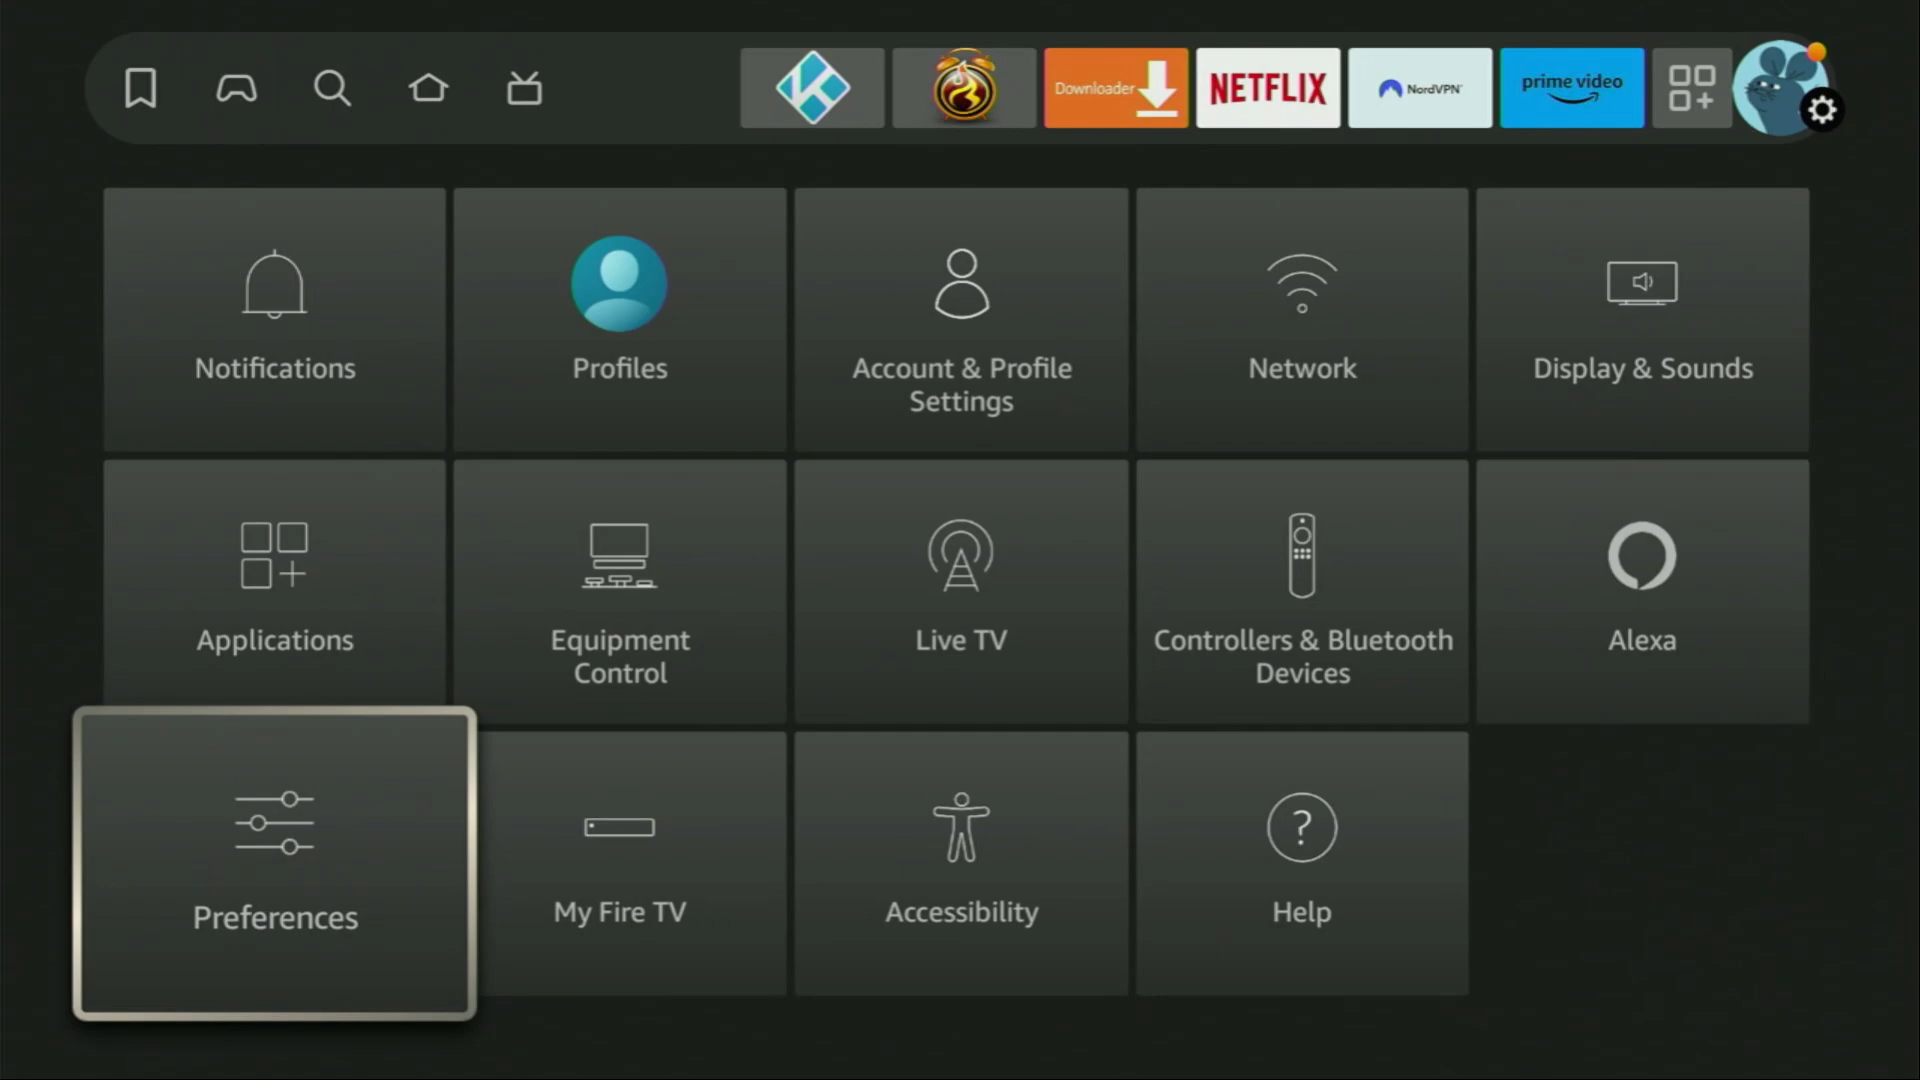 Downloader
NETFLIX
NordVPN
prime video
Notifications
Profiles
Account & Profile
Settings
Network
Display & Sounds
Applications
Equipment
Control
Live TV
Controllers & Bluetooth
Devices
Alexa
Preferences
My Fire TV
Accessibility
Help